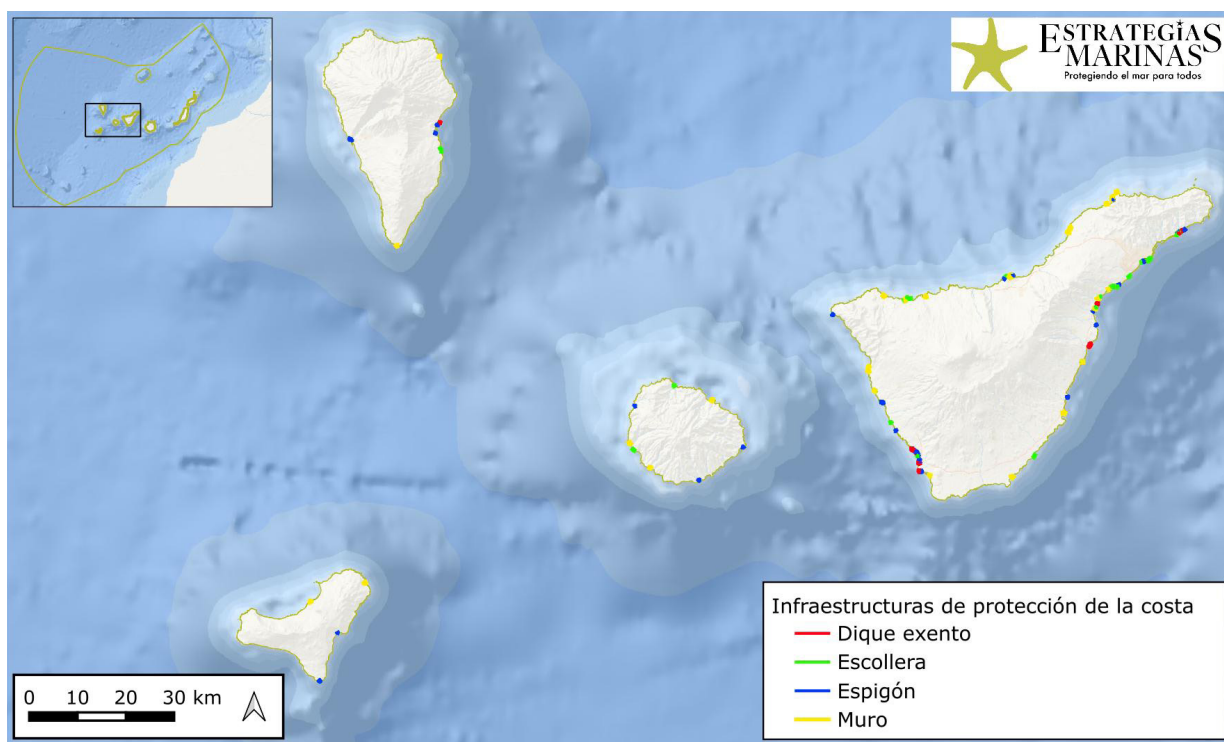 ESTRATEGIAS
MARINAS
Protegiendo el mar para todos
Infraestructuras de protección de la costa
Dique exento
Escollera
Espigón
Muro
0 10 20 30 km